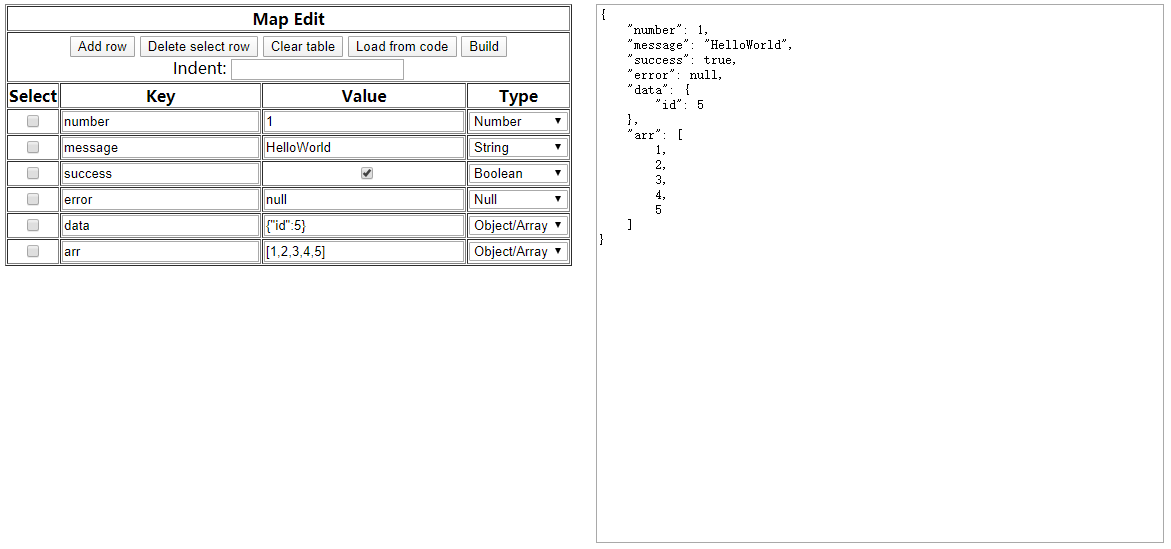 Map Edit
Add row Delete select row Clear table Load from code Build
Indent:
Select Key Value Type
number 1 Number
message HelloWorld String
success Boolean
error null Null
data {"id":5} Object/Array
arr [1,2,3,4,5] Object/Array
{
    "number": 1,
    "message": "HelloWorld",
    "success": true,
    "error": null,
    "data": {
        "id": 5
    },
    "arr": [
        1,
        2,
        3,
        4,
        5
    ]
}